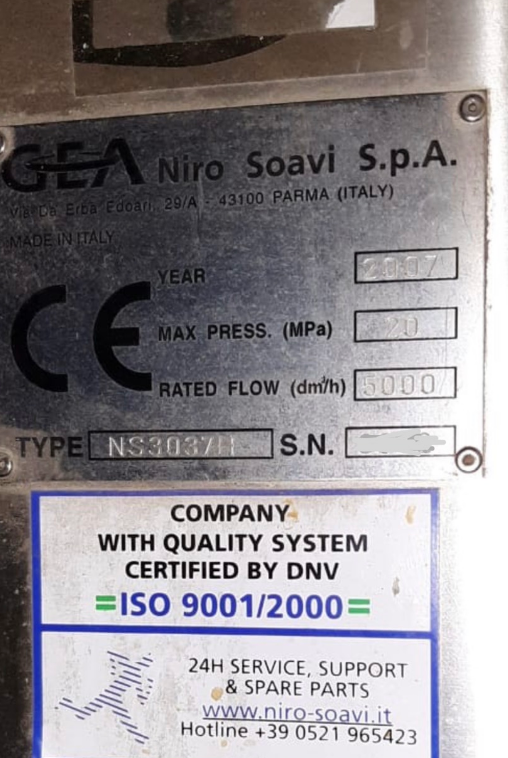 GEA Niro Soavi S.p.A.
Via Da Erba Edoari, 29/A - 43100 PARMA (ITALY)
MADE IN ITALY
CE
YEAR 2007
MAX PRESS. (MPa) 20
RATED FLOW (dm³/h) 5000
TYPE NS3037H S.N.
COMPANY
WITH QUALITY SYSTEM
CERTIFIED BY DNV
=ISO 9001/2000=
24H SERVICE, SUPPORT
& SPARE PARTS
www.niro-soavi.it
Hotline +39 0521 965423